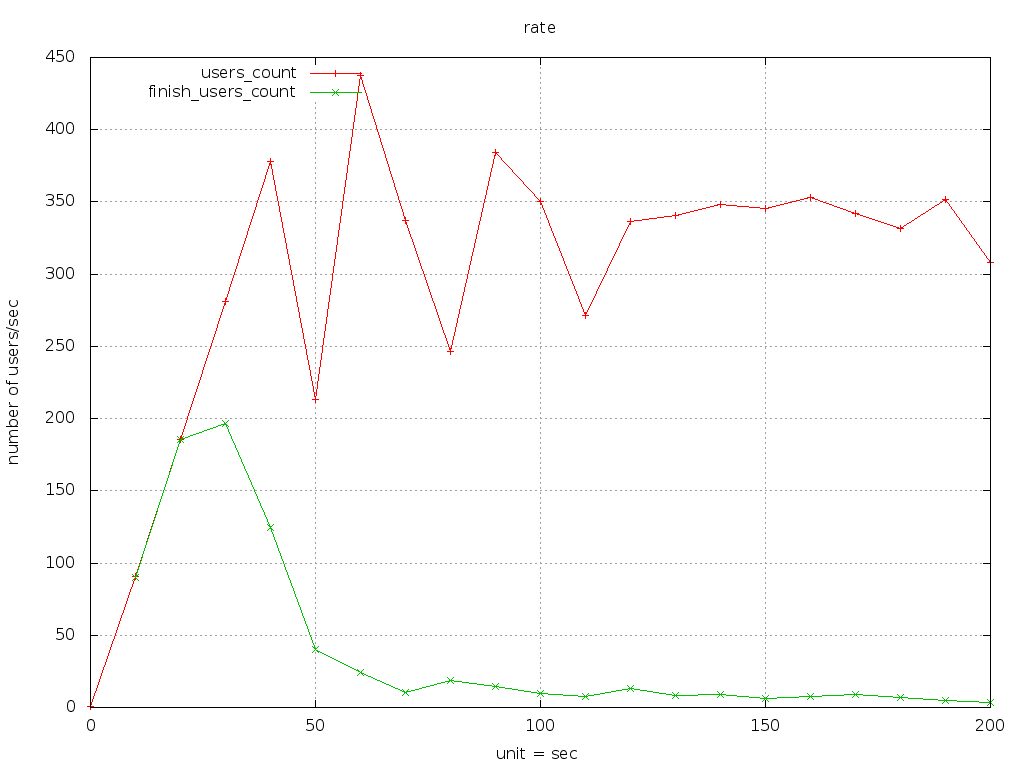 rate
users_count
finish_users_count
450
400
350
300
250
200
150
100
50
0
number of users/sec
0 50 100 150 200
unit = sec